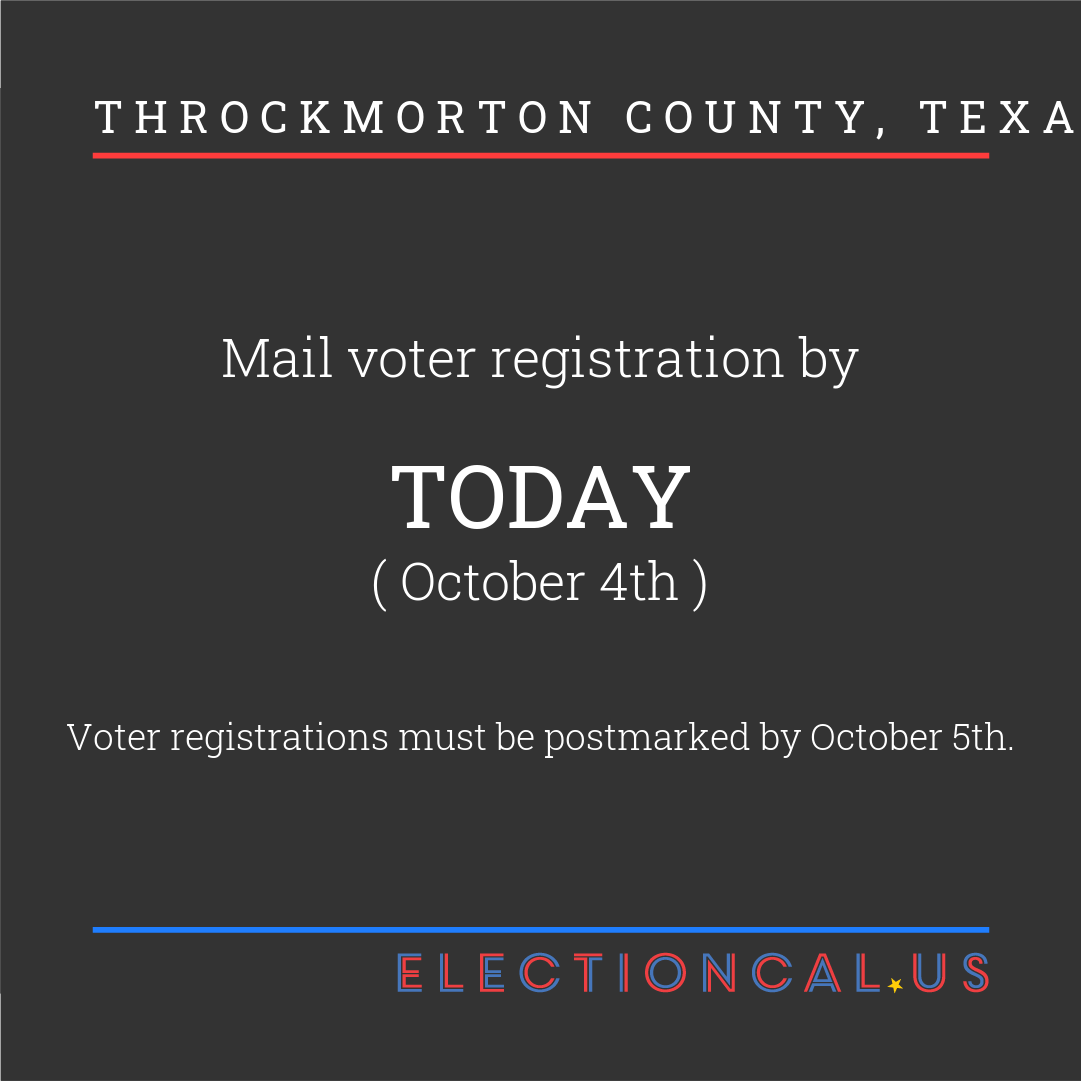 THROCKMORTON COUNTY, TEXA
Mail voter registration by
TODAY
( October 4th )
Voter registrations must be postmarked by October 5th.
ELECTIONCAL.US